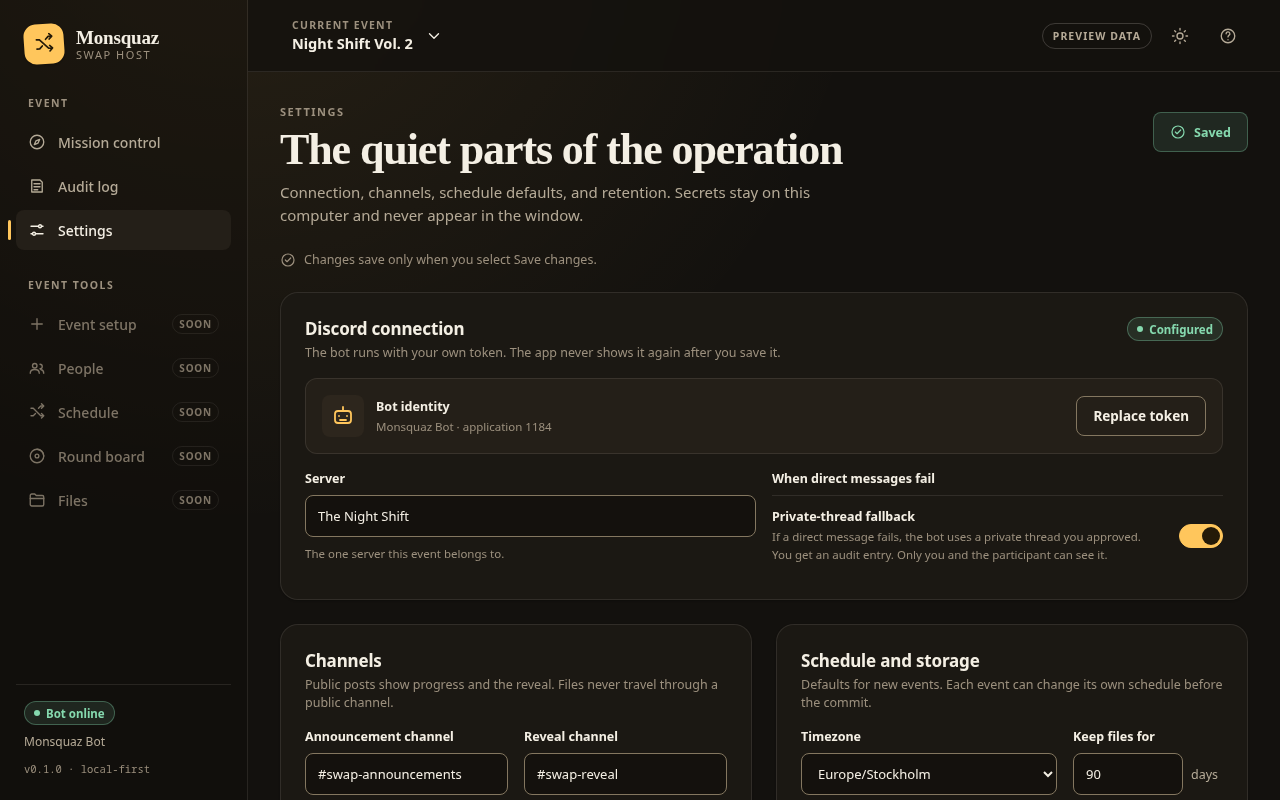 Monsquaz
SWAP HOST
EVENT
Mission control
Audit log
Settings
EVENT TOOLS
Event setup SOON
People SOON
Schedule SOON
Round board SOON
Files SOON
Bot online
Monsquaz Bot
v0.1.0 · local-first
CURRENT EVENT
Night Shift Vol. 2
PREVIEW DATA
SETTINGS
The quiet parts of the operation
Connection, channels, schedule defaults, and retention. Secrets stay on this
computer and never appear in the window.
Saved
Changes save only when you select Save changes.
Discord connection
The bot runs with your own token. The app never shows it again after you save it.
Configured
Bot identity
Monsquaz Bot · application 1184
Replace token
Server
The Night Shift
The one server this event belongs to.
When direct messages fail
Private-thread fallback
If a direct message fails, the bot uses a private thread you approved.
You get an audit entry. Only you and the participant can see it.
Channels
Public posts show progress and the reveal. Files never travel through a
public channel.
Announcement channel
#swap-announcements
Reveal channel
#swap-reveal
Schedule and storage
Defaults for new events. Each event can change its own schedule before
the commit.
Timezone
Europe/Stockholm
Keep files for
90 days